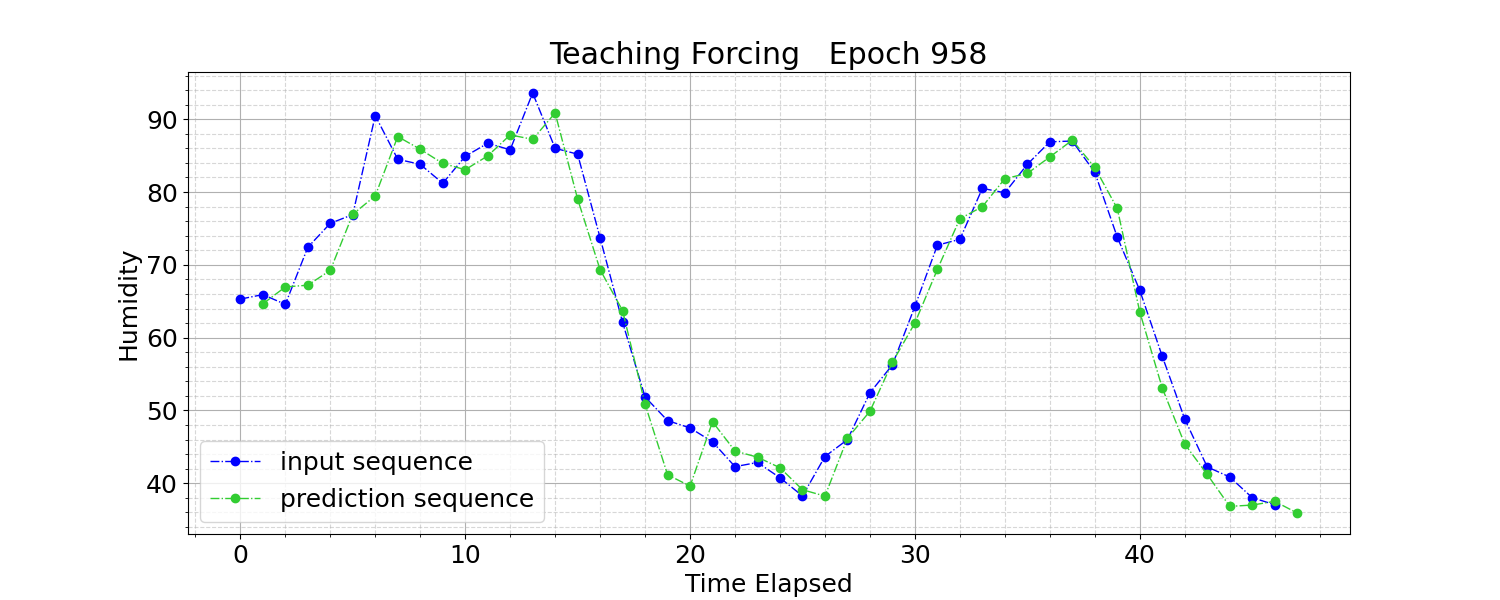 Teaching Forcing   Epoch 958
Humidity
90
80
70
60
50
40
input sequence
prediction sequence
0 10 20 30 40
Time Elapsed